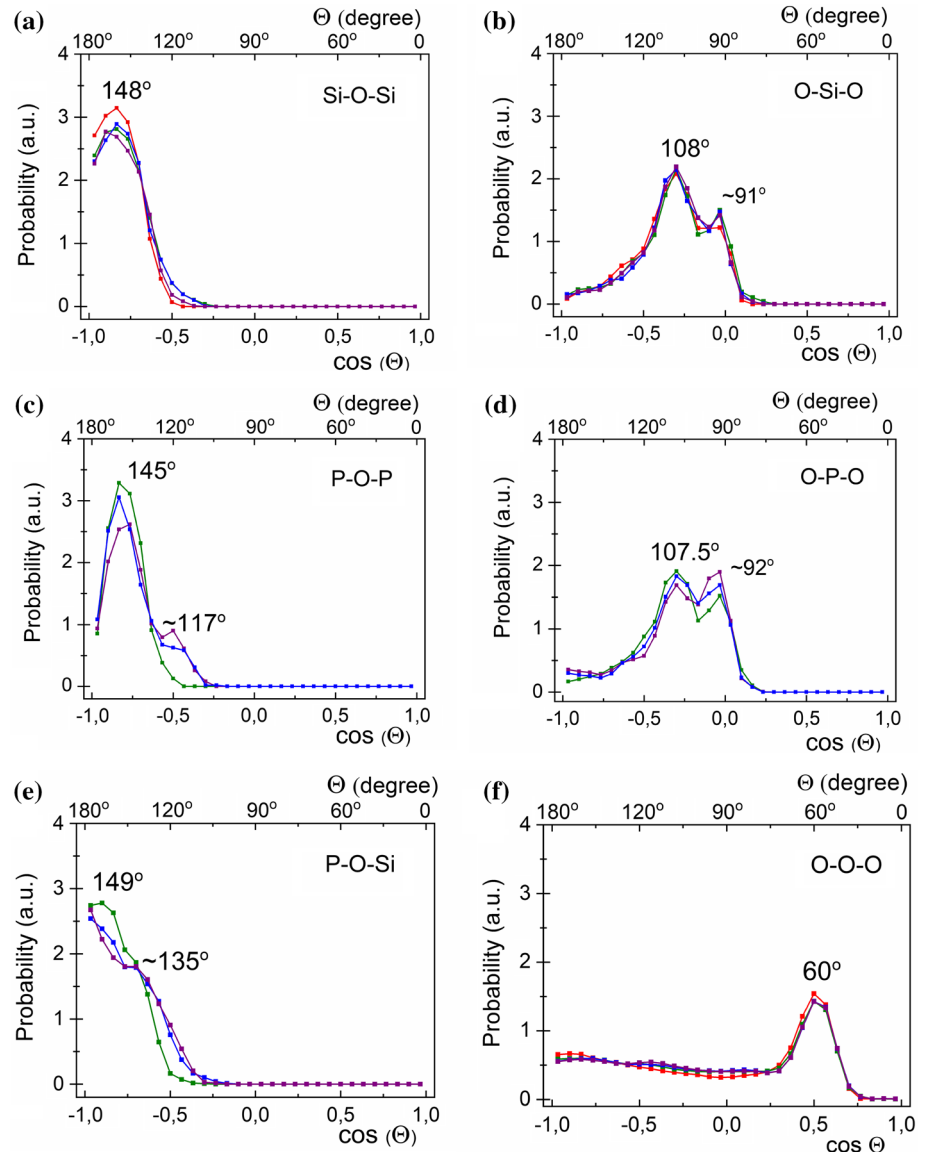 (a)
Θ (degree)
180° 120° 90° 60° 0
4
3
2
1
0
Probability (a.u.)
148°
Si-O-Si
-1,0 -0,5 0,0 0,5 1,0
cos (Θ)
(b)
Θ (degree)
180° 120° 90° 60° 0
4
3
2
1
0
Probability (a.u.)
O-Si-O
108°
~91°
-1,0 -0,5 0,0 0,5 1,0
cos (Θ)
(c)
Θ (degree)
180° 120° 90° 60° 0
4
3
2
1
0
Probability (a.u.)
145°
P-O-P
~117°
-1,0 -0,5 0,0 0,5 1,0
cos (Θ)
(d)
Θ (degree)
180° 120° 90° 60° 0
4
3
2
1
0
Probability (a.u.)
O-P-O
107.5°
~92°
-1,0 -0,5 0,0 0,5 1,0
cos (Θ)
(e)
Θ (degree)
180° 120° 90° 60° 0
4
3
2
1
0
Probability (a.u.)
149°
P-O-Si
~135°
-1,0 -0,5 0,0 0,5 1,0
cos (Θ)
(f)
Θ (degree)
180° 120° 90° 60° 0°
4
3
2
1
0
Probability (a.u.)
O-O-O
60°
-1,0 -0,5 0,0 0,5 1,0
cos Θ